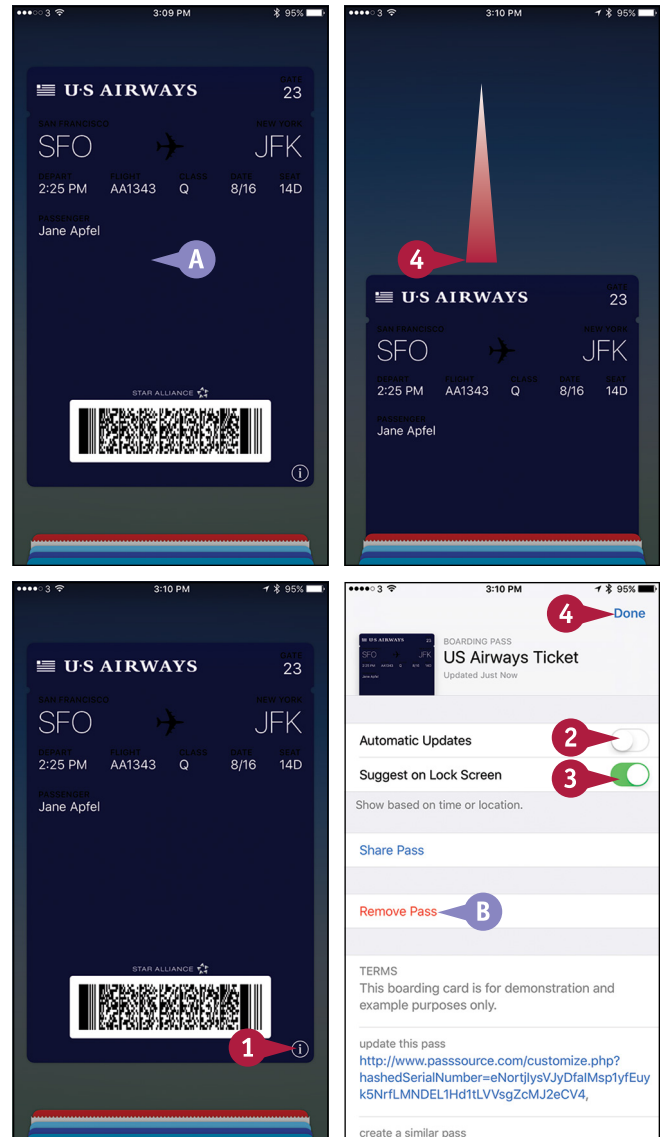 3:09 PM
95%
U·S AIRWAYS
GATE
23
SAN FRANCISCO
NEW YORK
SFO
JFK
DEPART FLIGHT CLASS DATE SEAT
2:25 PM AA1343 Q 8/16 14D
PASSENGER
Jane Apfel
A
STAR ALLIANCE
3:10 PM
95%
4
U·S AIRWAYS
GATE
23
SAN FRANCISCO
NEW YORK
SFO
JFK
DEPART FLIGHT CLASS DATE SEAT
2:25 PM AA1343 Q 8/16 14D
PASSENGER
Jane Apfel
3
3:10 PM
95%
U·S AIRWAYS
GATE
23
SAN FRANCISCO
NEW YORK
SFO
JFK
DEPART FLIGHT CLASS DATE SEAT
2:25 PM AA1343 Q 8/16 14D
PASSENGER
Jane Apfel
STAR ALLIANCE
1
3
3:10 PM
95%
4
Done
BOARDING PASS
US Airways Ticket
Updated Just Now
Automatic Updates
2
Suggest on Lock Screen
3
Show based on time or location.
Share Pass
Remove Pass
B
TERMS
This boarding card is for demonstration and
example purposes only.
update this pass
http://www.passsource.com/customize.php?
hashedSerialNumber=eNortjlysVJyDfalMsp1yfEuy
k5NrfLMNDEL1Hd1tLVVsgZcMJ2eCV4,
create a similar pass